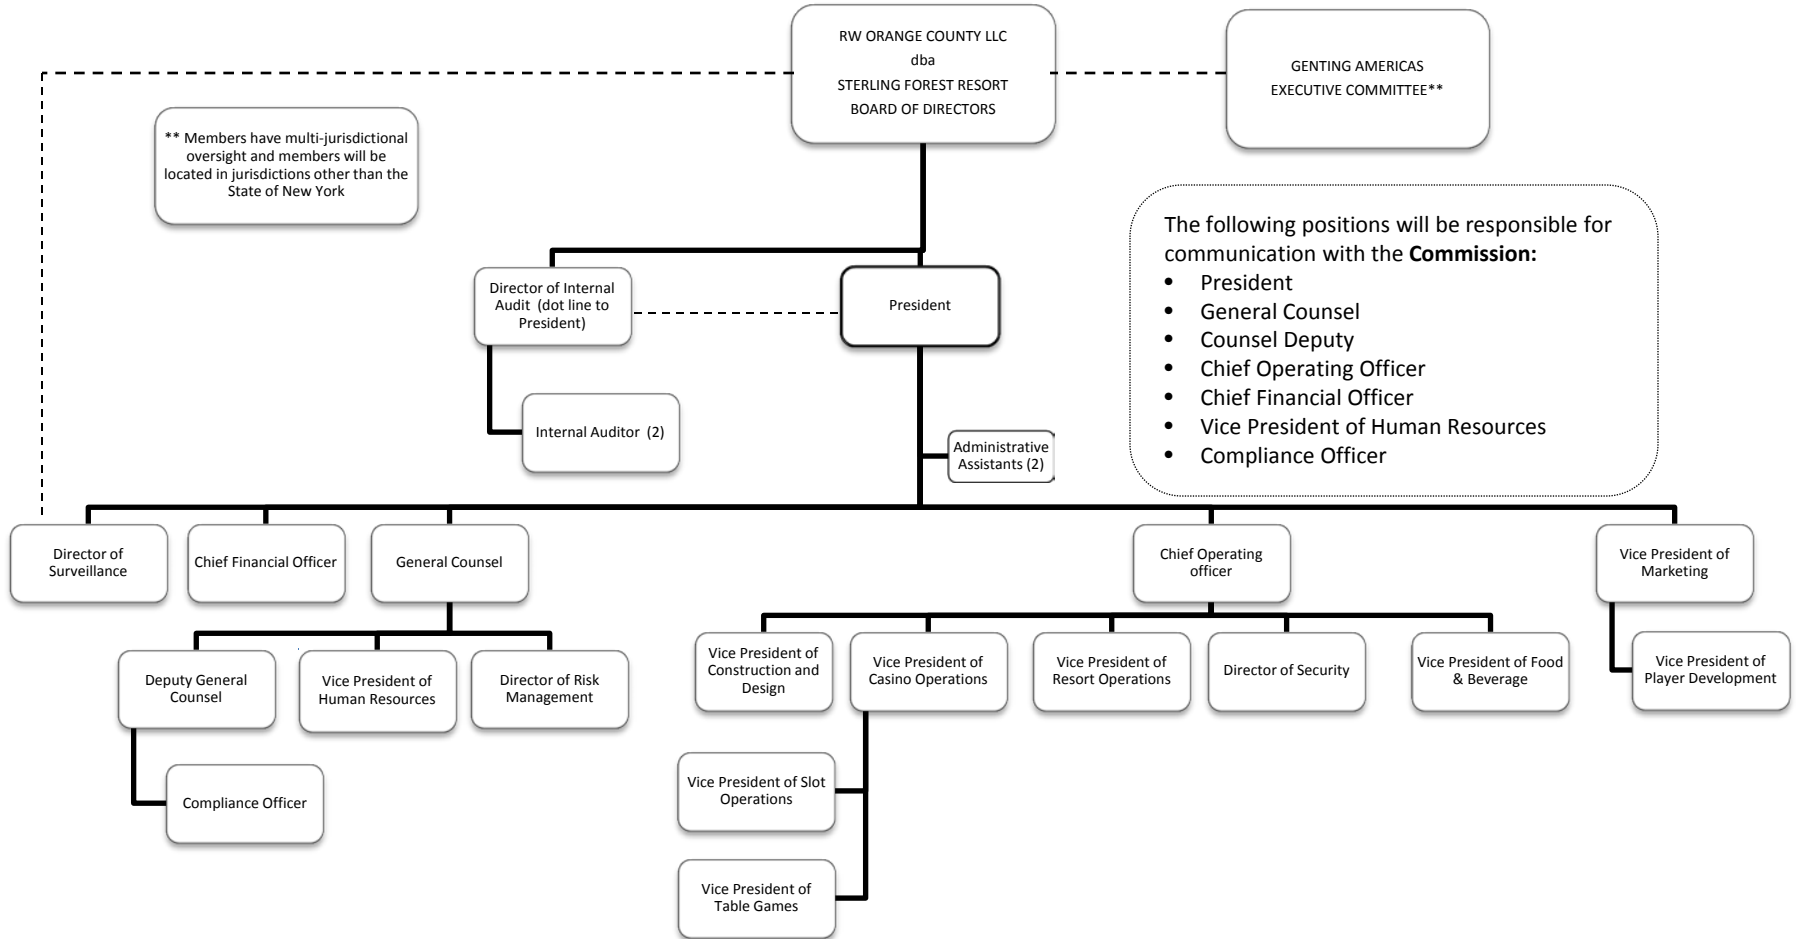 RW ORANGE COUNTY LLC
dba
STERLING FOREST RESORT
BOARD OF DIRECTORS
GENTING AMERICAS
EXECUTIVE COMMITTEE**
** Members have multi-jurisdictional
oversight and members will be
located in jurisdictions other than the
State of New York
The following positions will be responsible for
communication with the Commission:
• President
• General Counsel
• Counsel Deputy
• Chief Operating Officer
• Chief Financial Officer
• Vice President of Human Resources
• Compliance Officer
Director of Internal
Audit (dot line to
President)
President
Internal Auditor (2)
Administrative
Assistants (2)
Director of
Surveillance
Chief Financial Officer
General Counsel
Chief Operating
officer
Vice President of
Marketing
Deputy General
Counsel
Vice President of
Human Resources
Director of Risk
Management
Vice President of
Construction and
Design
Vice President of
Casino Operations
Vice President of
Resort Operations
Director of Security
Vice President of Food
& Beverage
Vice President of
Player Development
Compliance Officer
Vice President of Slot
Operations
Vice President of
Table Games